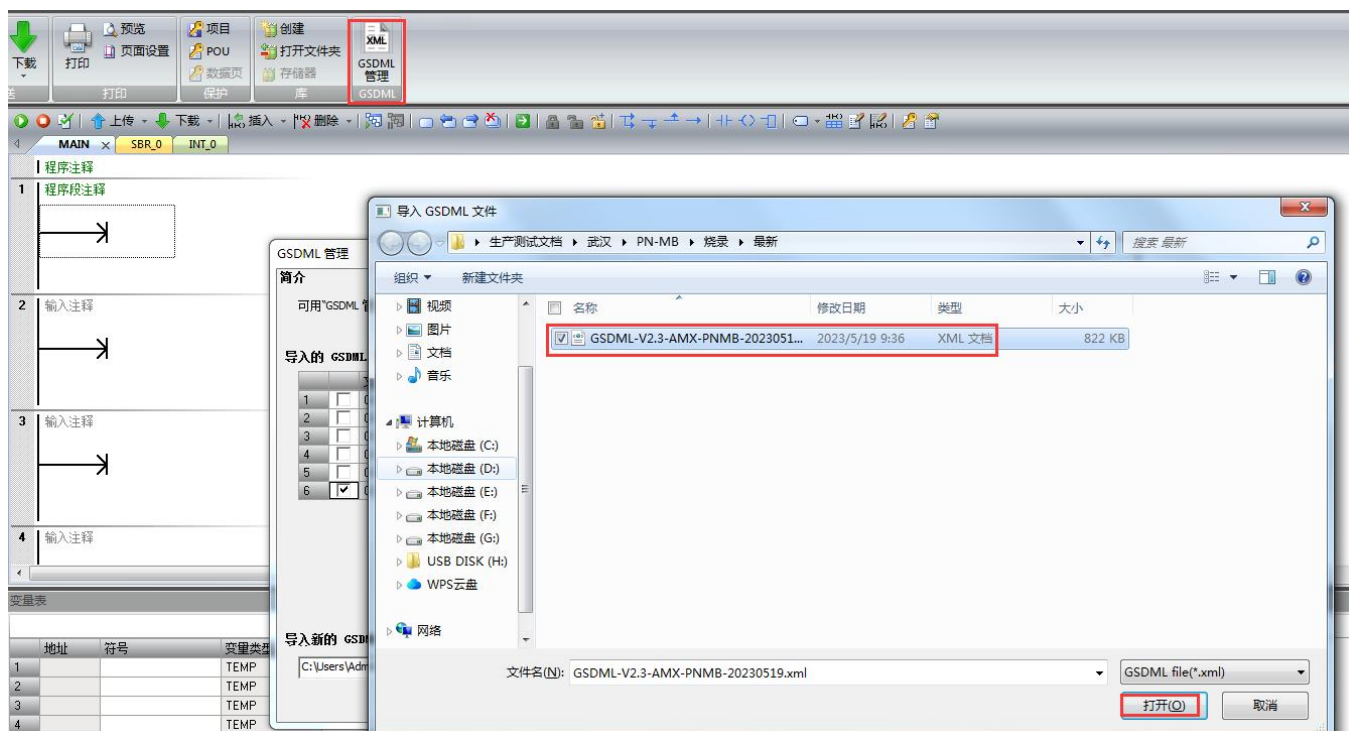 预览
项目
创建
XML
页面设置
POU
打开文件夹
GSDML
下载
打印
数据页
存储器
管理
打印
保护
库
GSDML
上传
下载
插入
删除
MAIN
SBR_0
INT_0
程序注释
1 程序段注释
2 输入注释
3 输入注释
4 输入注释
GSDML 管理
简介
可用"GSDML
导入的 GSDML
1
2
3
4
5
6
导入新的
C:\Users\Adm
导入 GSDML 文件
生产测试文档 武汉 PN-MB 烧录 最新
搜索 最新
组织 新建文件夹
名称 修改日期 类型 大小
GSDML-V2.3-AMX-PNMB-2023051... 2023/5/19 9:36 XML 文档 822 KB
视频
图片
文档
音乐
计算机
本地磁盘 (C:)
本地磁盘 (D:)
本地磁盘 (E:)
本地磁盘 (F:)
本地磁盘 (G:)
USB DISK (H:)
WPS云盘
网络
文件名(N): GSDML-V2.3-AMX-PNMB-20230519.xml
GSDML file(*.xml)
打开(O) 取消
变量表
地址 符号 变量类型
1 TEMP
2 TEMP
3 TEMP
4 TEMP